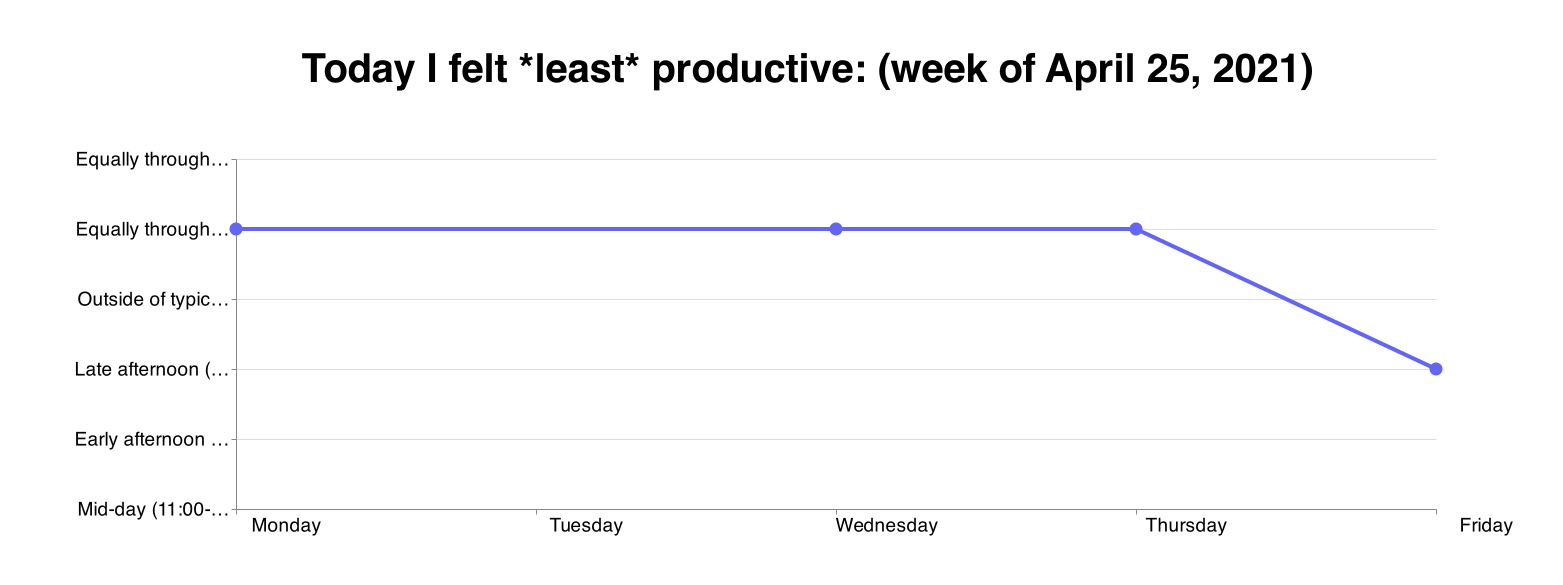 Today I felt *least* productive: (week of April 25, 2021)
Equally through…
Equally through…
Outside of typic…
Late afternoon (…
Early afternoon …
Mid-day (11:00-…
Monday Tuesday Wednesday Thursday Friday